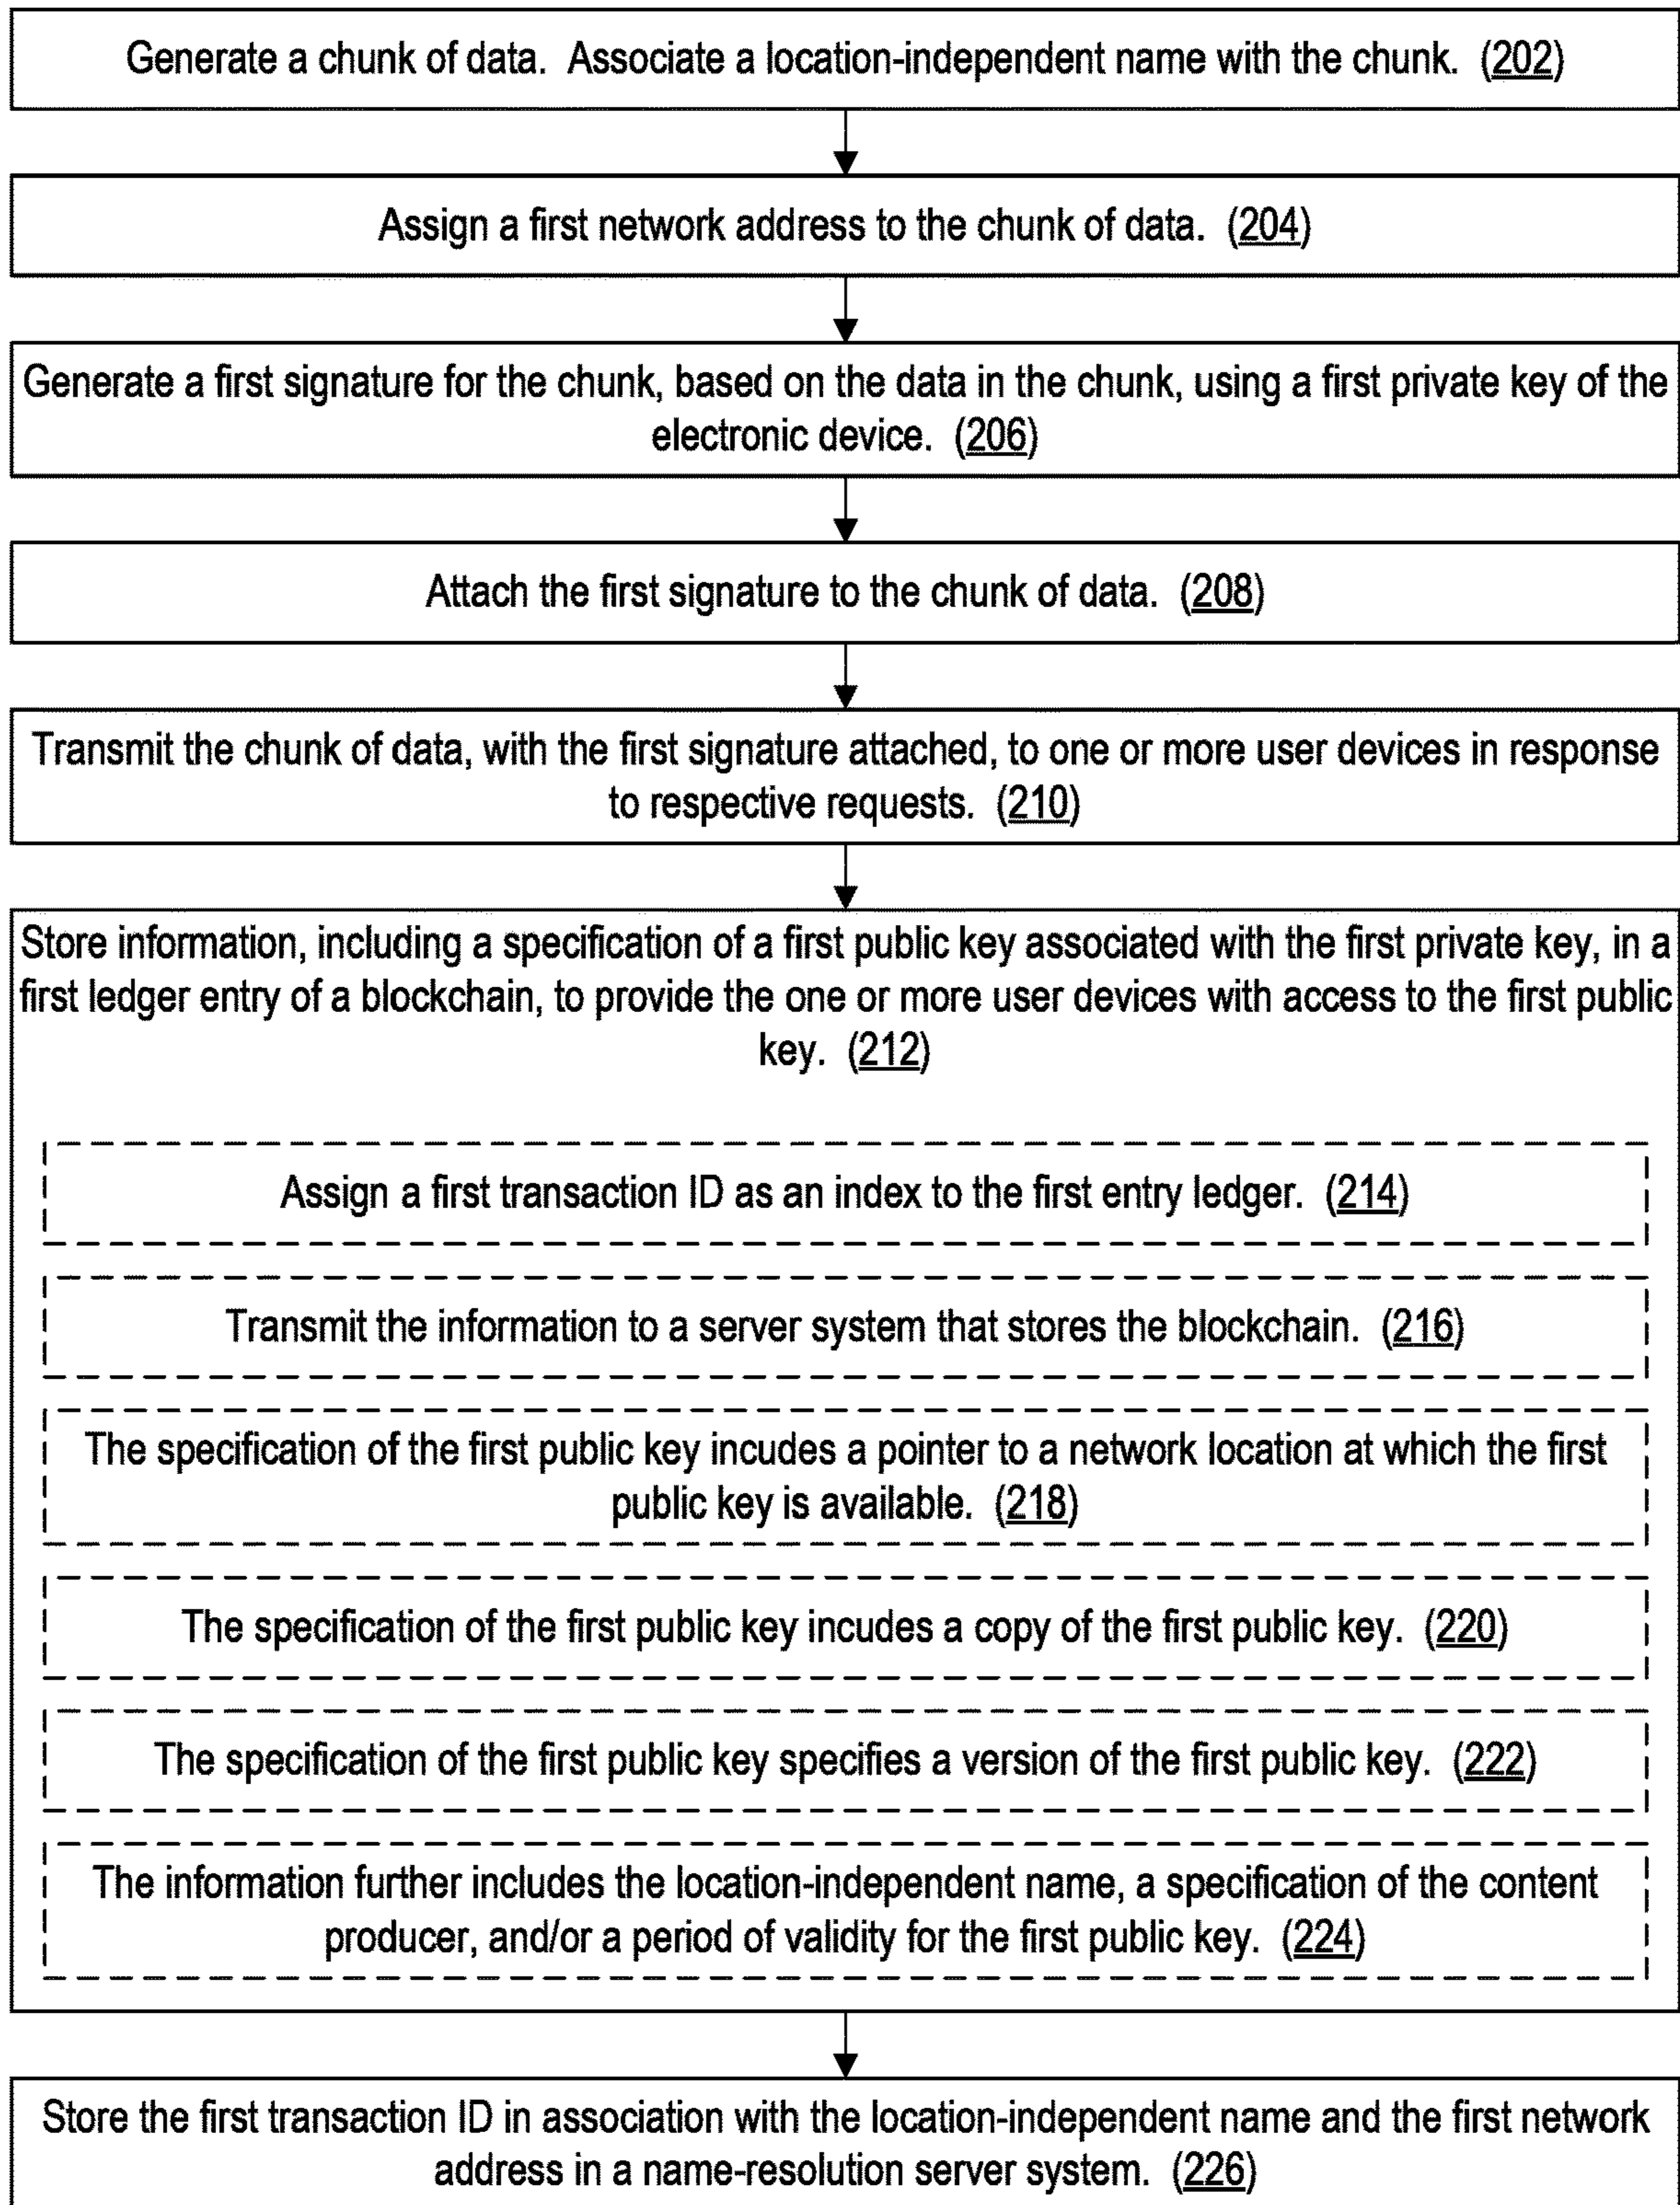 Generate a chunk of data. Associate a location-independent name with the chunk. (202)
Assign a first network address to the chunk of data. (204)
Generate a first signature for the chunk, based on the data in the chunk, using a first private key of the
electronic device. (206)
Attach the first signature to the chunk of data. (208)
Transmit the chunk of data, with the first signature attached, to one or more user devices in response
to respective requests. (210)
Store information, including a specification of a first public key associated with the first private key, in a
first ledger entry of a blockchain, to provide the one or more user devices with access to the first public
key. (212)
Assign a first transaction ID as an index to the first entry ledger. (214)
Transmit the information to a server system that stores the blockchain. (216)
The specification of the first public key incudes a pointer to a network location at which the first
public key is available. (218)
The specification of the first public key incudes a copy of the first public key. (220)
The specification of the first public key specifies a version of the first public key. (222)
The information further includes the location-independent name, a specification of the content
producer, and/or a period of validity for the first public key. (224)
Store the first transaction ID in association with the location-independent name and the first network
address in a name-resolution server system. (226)